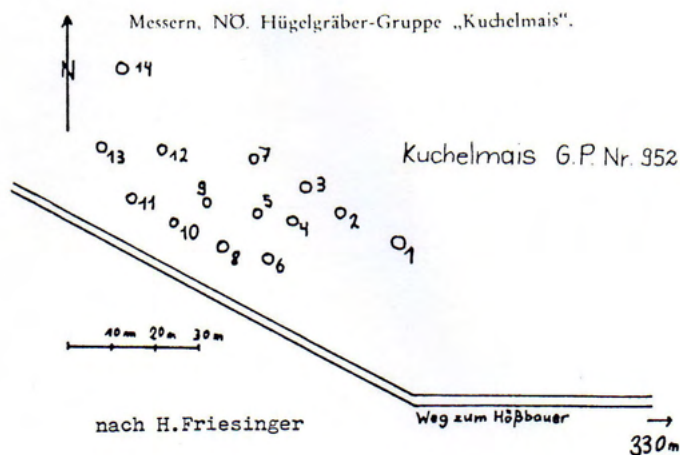 Messern, NÖ. Hügelgräber-Gruppe „Kuchelmais“.
N
14
13
12
7
Kuchelmais G.P. Nr. 952
3
11
9
5
4
2
10
8
6
1
10m 20m 30m
nach H.Friesinger
Weg zum Hößbauer
330m